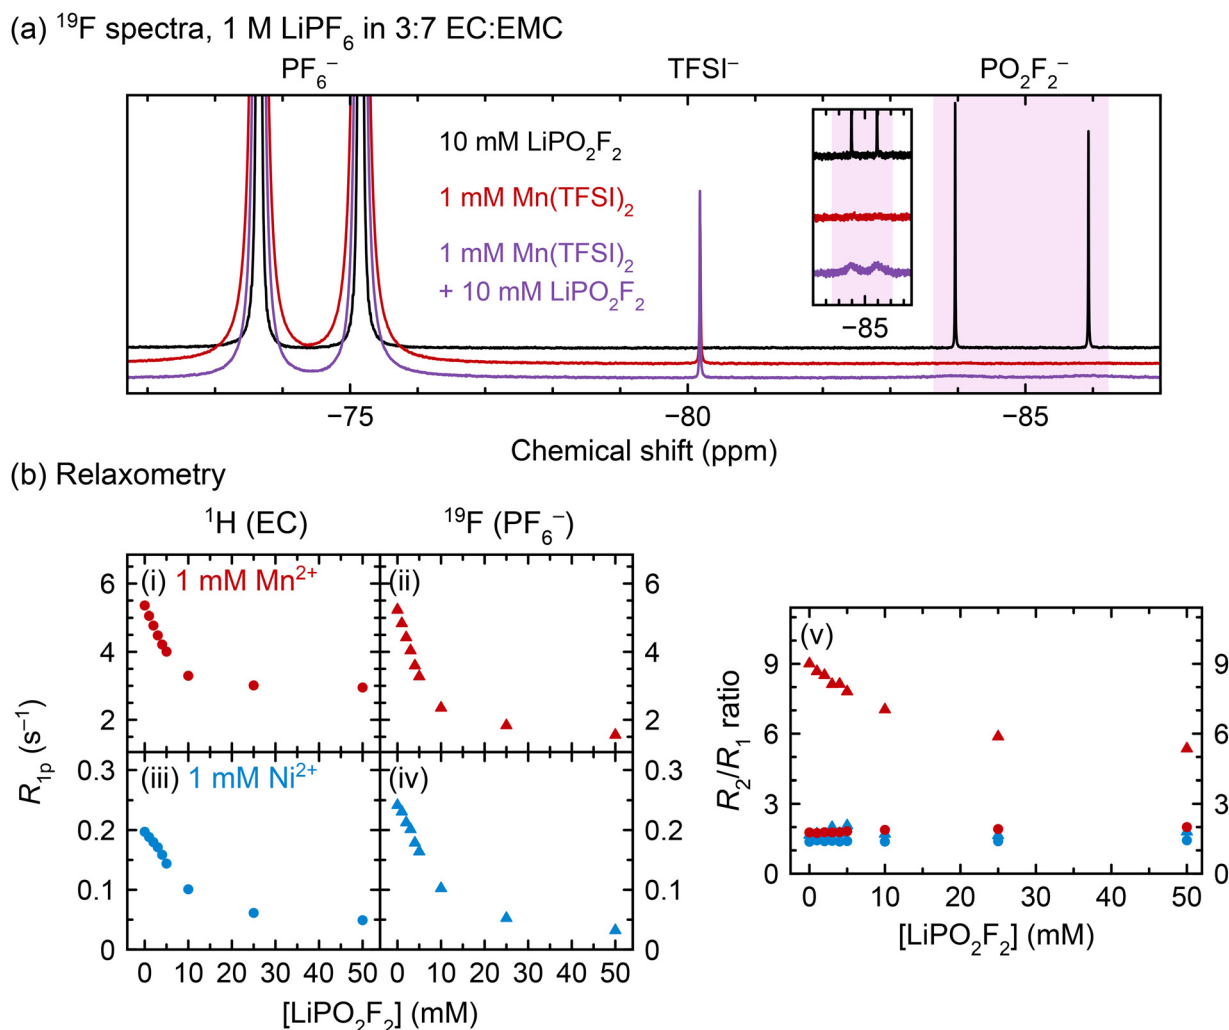 (a) ¹⁹F spectra, 1 M LiPF₆ in 3:7 EC:EMC
PF₆⁻ TFSI⁻ PO₂F₂⁻
10 mM LiPO₂F₂
1 mM Mn(TFSI)₂
1 mM Mn(TFSI)₂
+ 10 mM LiPO₂F₂
−85
−75 −80 −85
Chemical shift (ppm)
(b) Relaxometry
¹H (EC) ¹⁹F (PF₆⁻)
(i) 1 mM Mn²⁺ (ii)
6 6
4 4
2 2
R₁ₚ (s⁻¹)
(iii) 1 mM Ni²⁺ (iv)
0.3 0.3
0.2 0.2
0.1 0.1
0 0
0 10 20 30 40 50 0 10 20 30 40 50
[LiPO₂F₂] (mM)
(v)
9 9
6 6
3 3
0 0
R₂/R₁ ratio
0 10 20 30 40 50
[LiPO₂F₂] (mM)